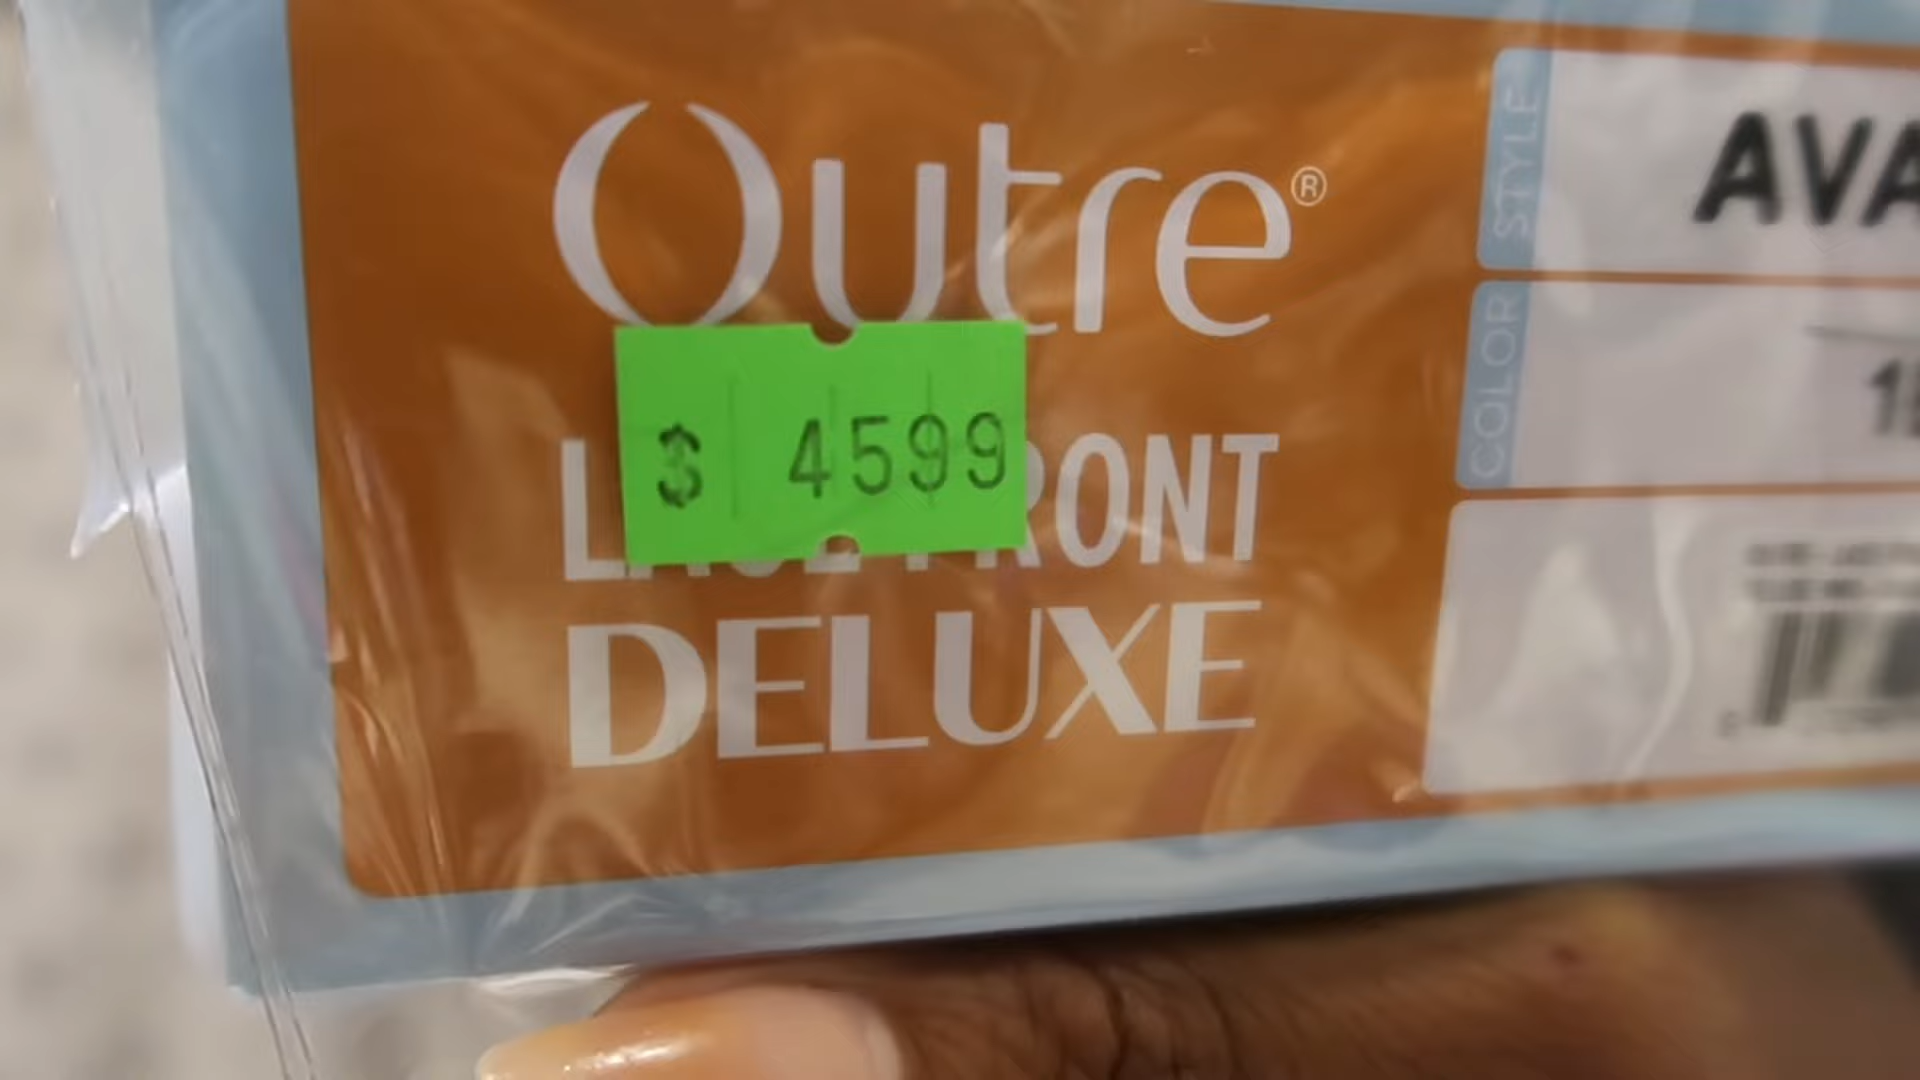 Outre®
$ 4599
LACE FRONT
DELUXE
STYLE
AVA
COLOR